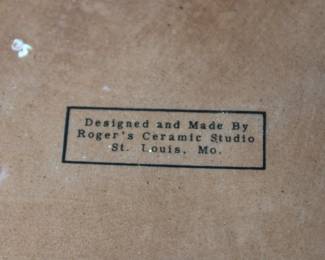 Designed and Made By
Roger's Ceramic Studio
St. Louis, Mo.